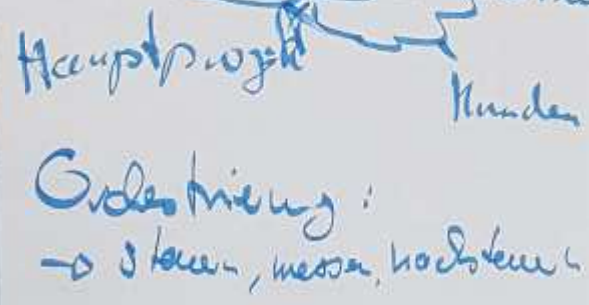 Hauptprojekt
Kunden
Orchestrierung:
→ steuern, messen, nachsteuern